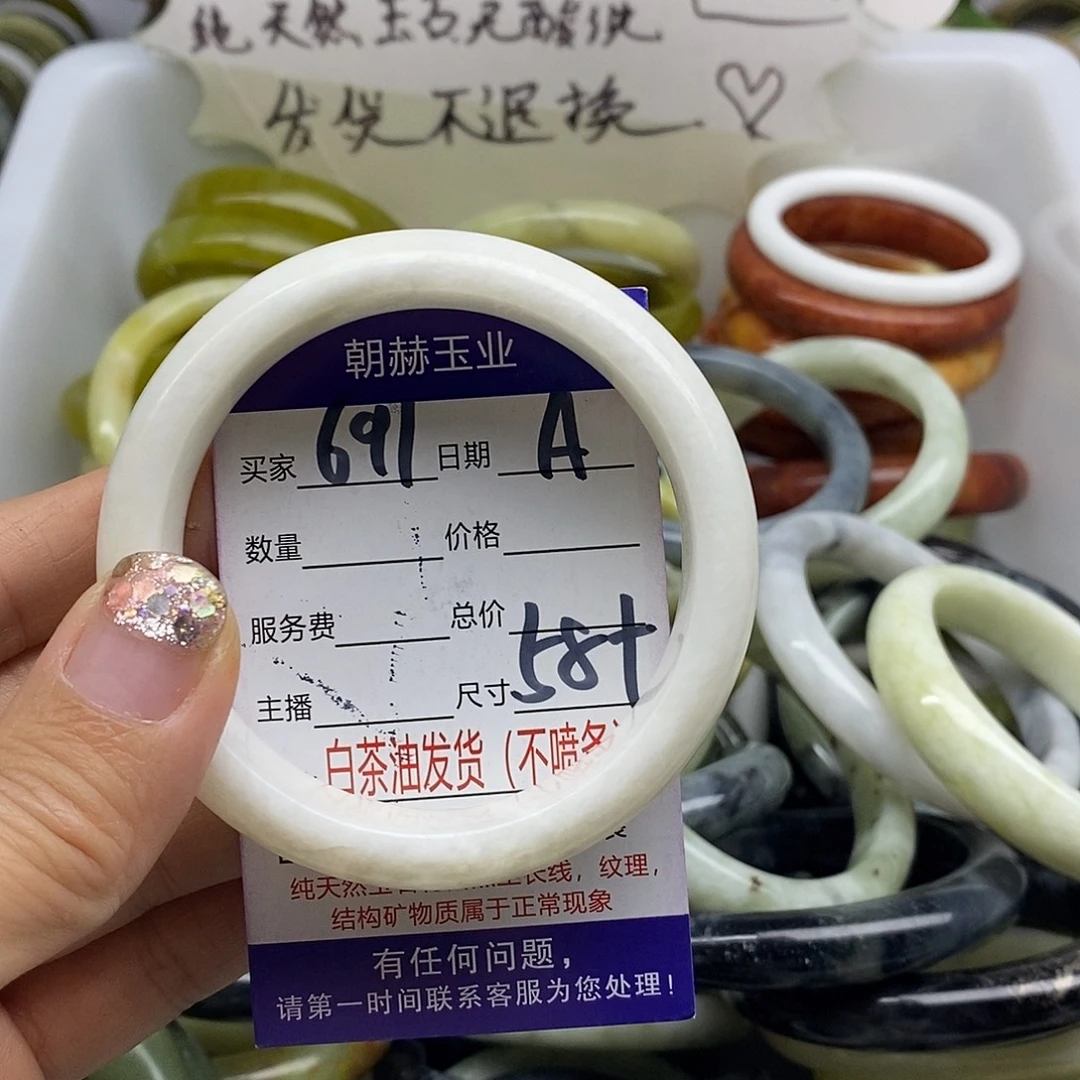 纯天然玉石无酸洗
发货不退换
朝赫玉业
买家 691 日期 A
数量 价格
服务费 总价
主播 尺寸 58+
白茶油发货（不喷
纯天然玉石 长线，纹理，
结构矿物质属于正常现象
有任何问题，
请第一时间联系客服为您处理！